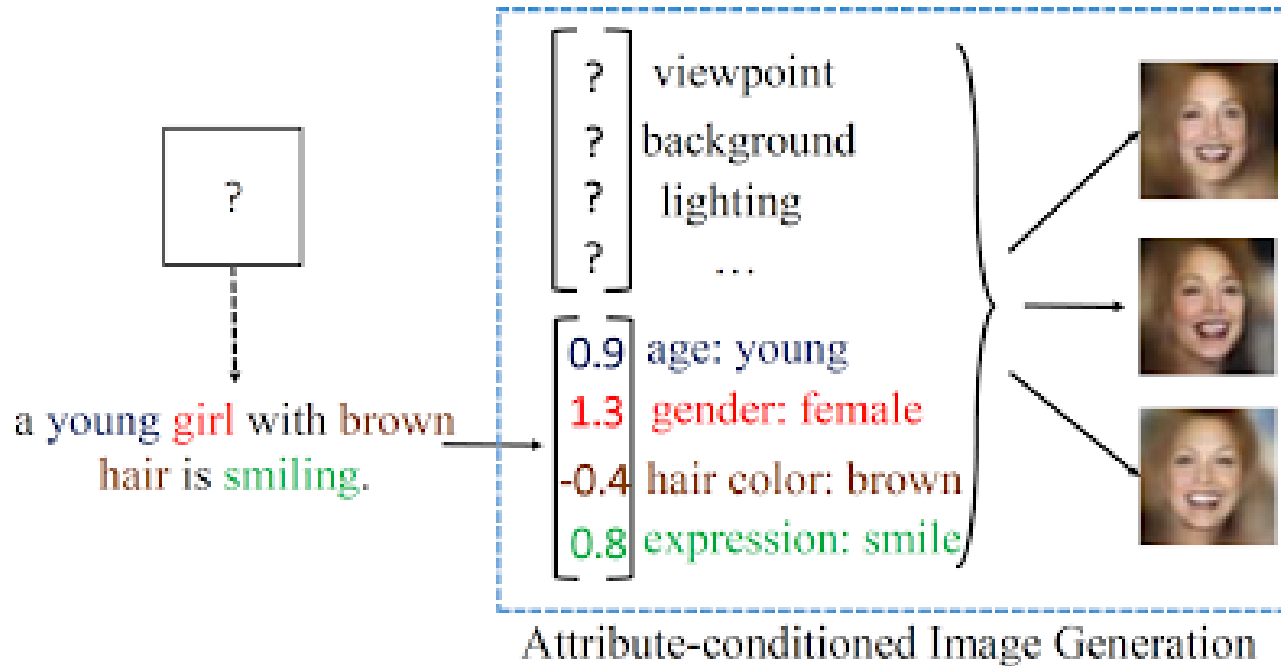 ?
a young girl with brown
hair is smiling.
? viewpoint
? background
? lighting
? ...
0.9 age: young
1.3 gender: female
-0.4 hair color: brown
0.8 expression: smile
Attribute-conditioned Image Generation